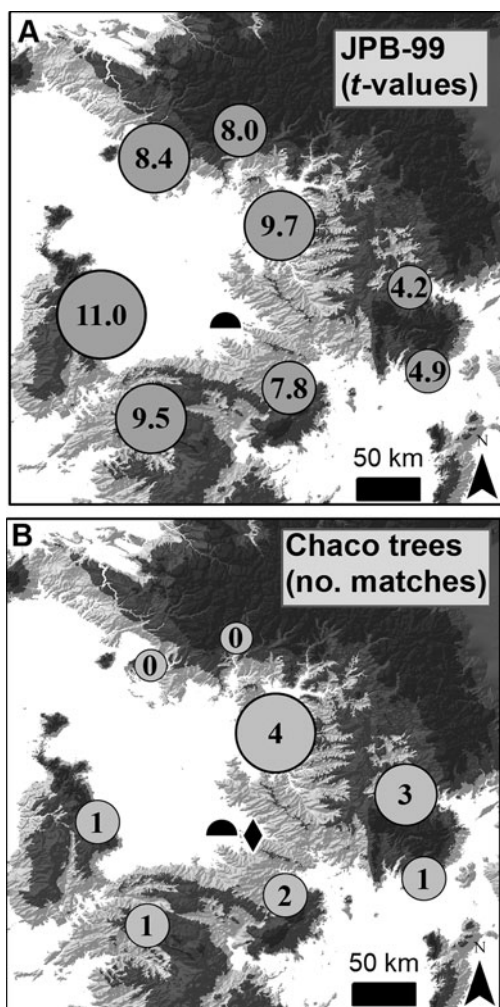 A
JPB-99
(t-values)
8.0
8.4
9.7
4.2
11.0
4.9
7.8
9.5
N
50 km
B
Chaco trees
(no. matches)
0
0
4
3
1
1
2
1
N
50 km